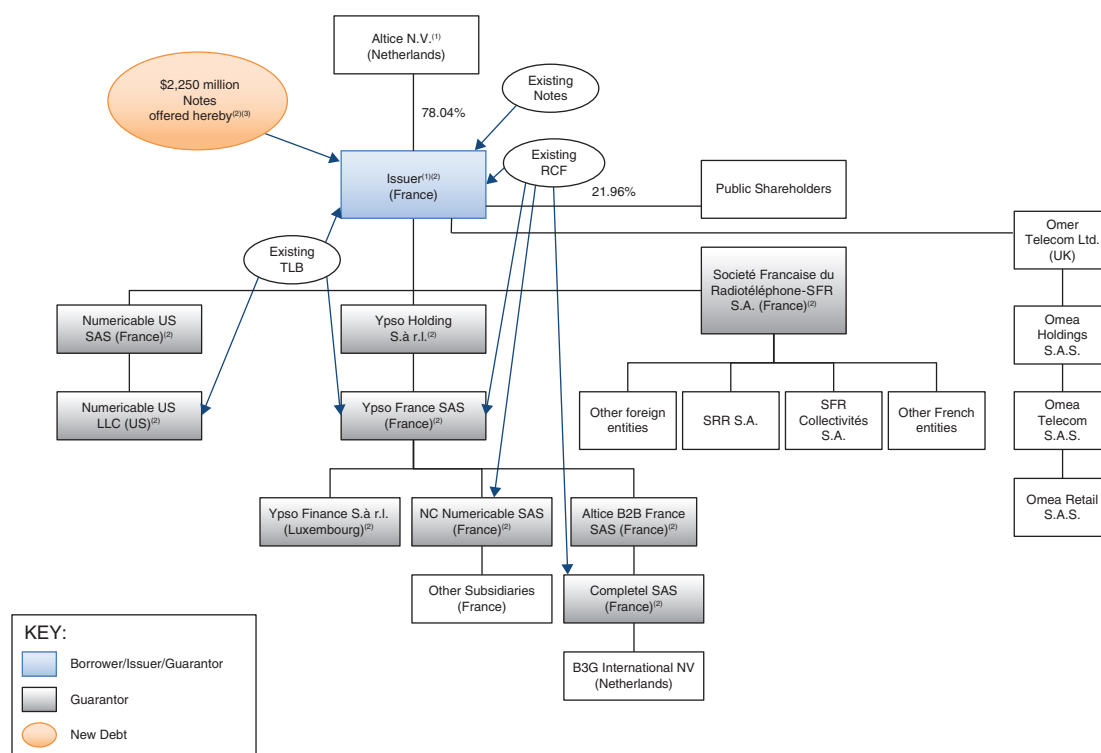 Altice N.V.(1)
(Netherlands)
$2,250 million
Notes
offered hereby(2)(3)
Existing
Notes
78.04%
Existing
RCF
Issuer(1)(2)
(France)
21.96%
Public Shareholders
Omer
Telecom Ltd.
(UK)
Existing
TLB
Societé Francaise du
Radiotéléphone-SFR
S.A. (France)(2)
Numericable US
SAS (France)(2)
Ypso Holding
S.à r.l.(2)
Omea
Holdings
S.A.S.
Numericable US
LLC (US)(2)
Ypso France SAS
(France)(2)
Other foreign
entities
SRR S.A.
SFR
Collectivités
S.A.
Other French
entities
Omea
Telecom
S.A.S.
Ypso Finance S.à r.l.
(Luxembourg)(2)
NC Numericable SAS
(France)(2)
Altice B2B France
SAS (France)(2)
Omea Retail
S.A.S.
Other Subsidiaries
(France)
Completel SAS
(France)(2)
B3G International NV
(Netherlands)
KEY:
Borrower/Issuer/Guarantor
Guarantor
New Debt